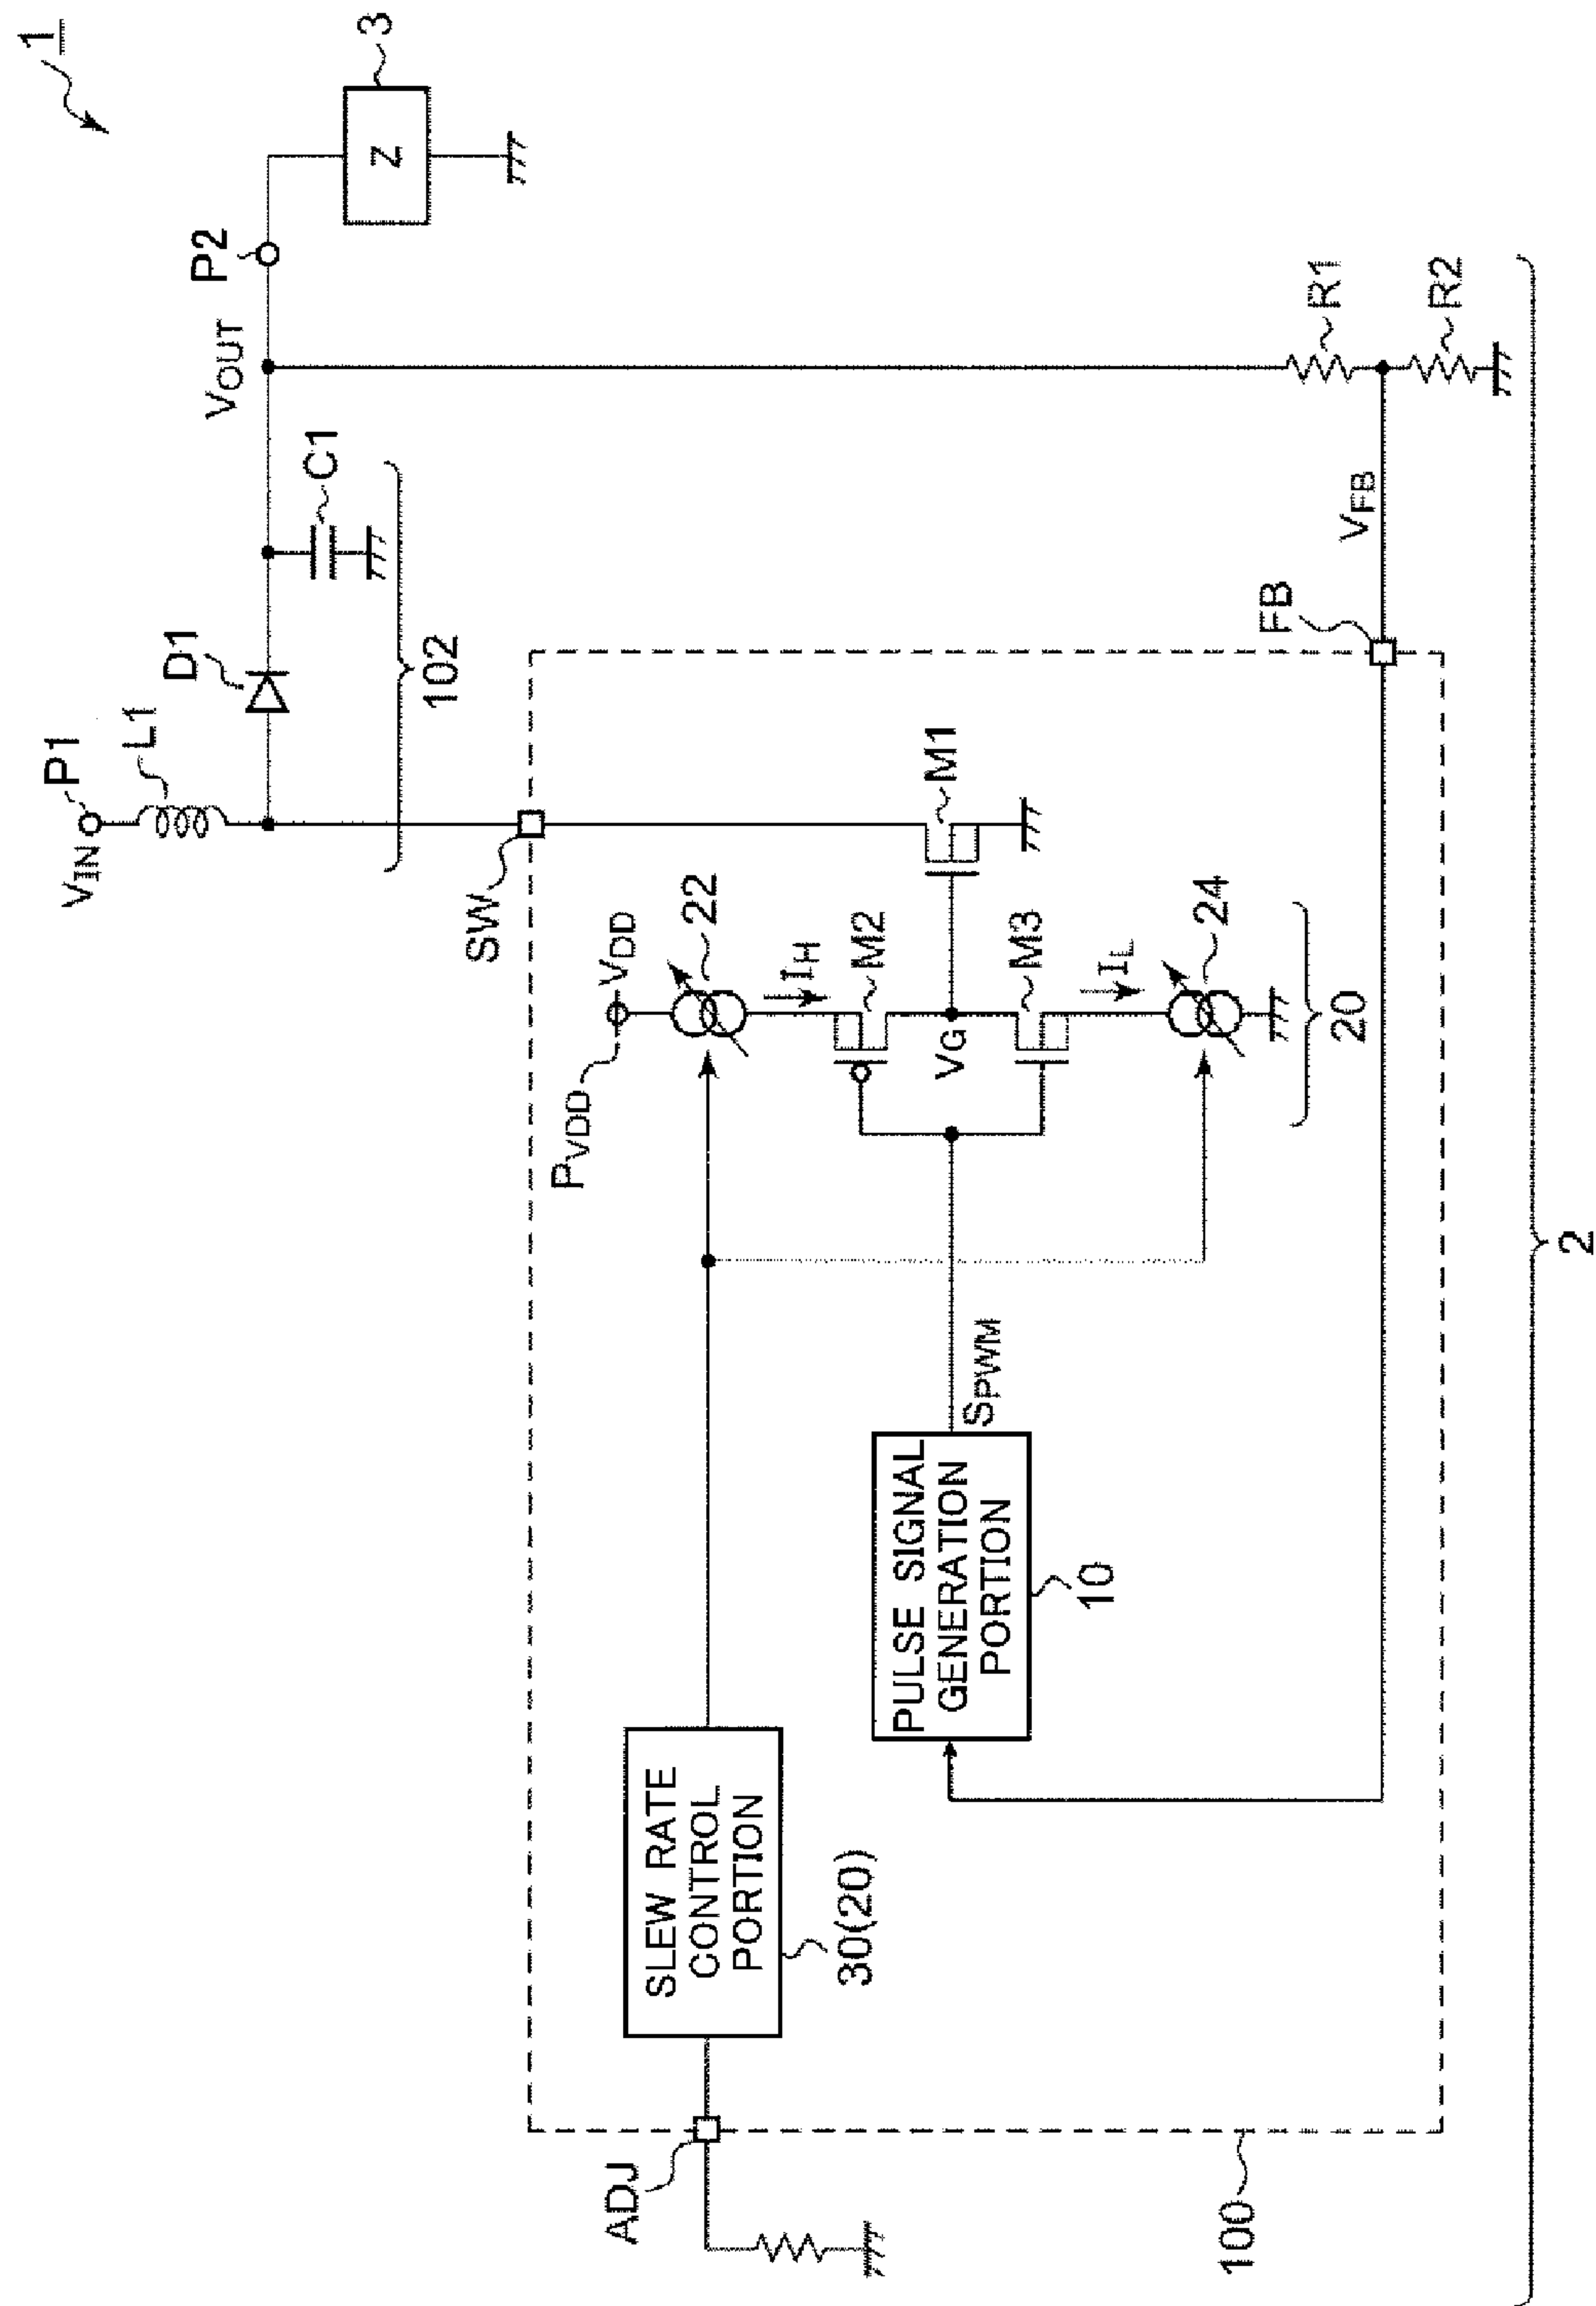 1
VIN
P1
L1
D1
C1
102
VOUT
P2
3
Z
SW
PVDD
VDD
22
IH
M2
M1
VG
M3
IL
24
20
ADJ
SLEW RATE
CONTROL
PORTION
30(20)
PULSE SIGNAL
GENERATION
PORTION
10
SPWM
FB
VFB
R1
R2
100
2